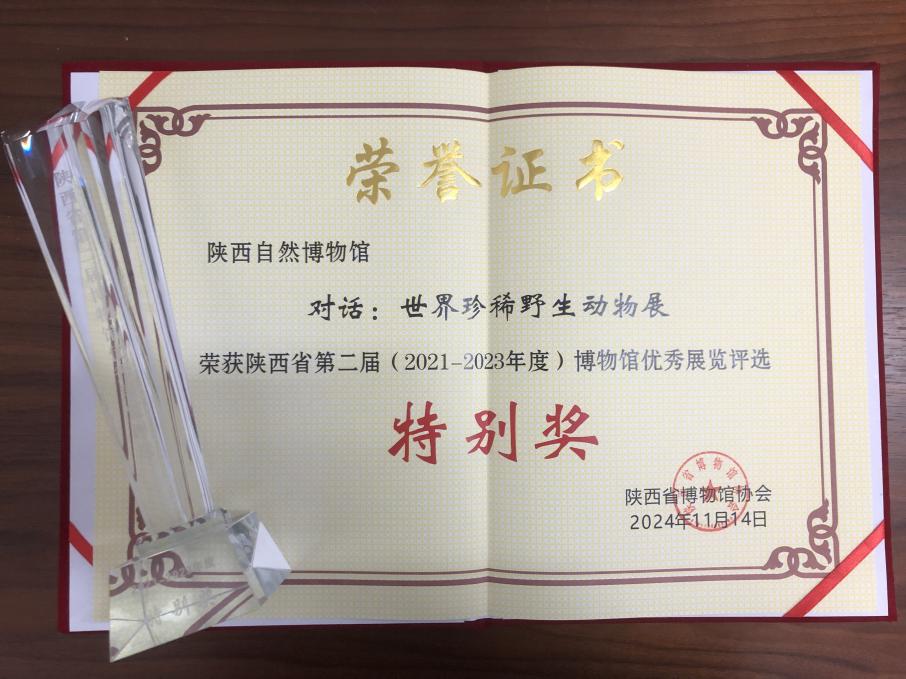 荣誉证书
陕西自然博物馆
对话：世界珍稀野生动物展
荣获陕西省第二届（2021-2023年度）博物馆优秀展览评选
特别奖
陕西省博物馆协会
2024年11月14日